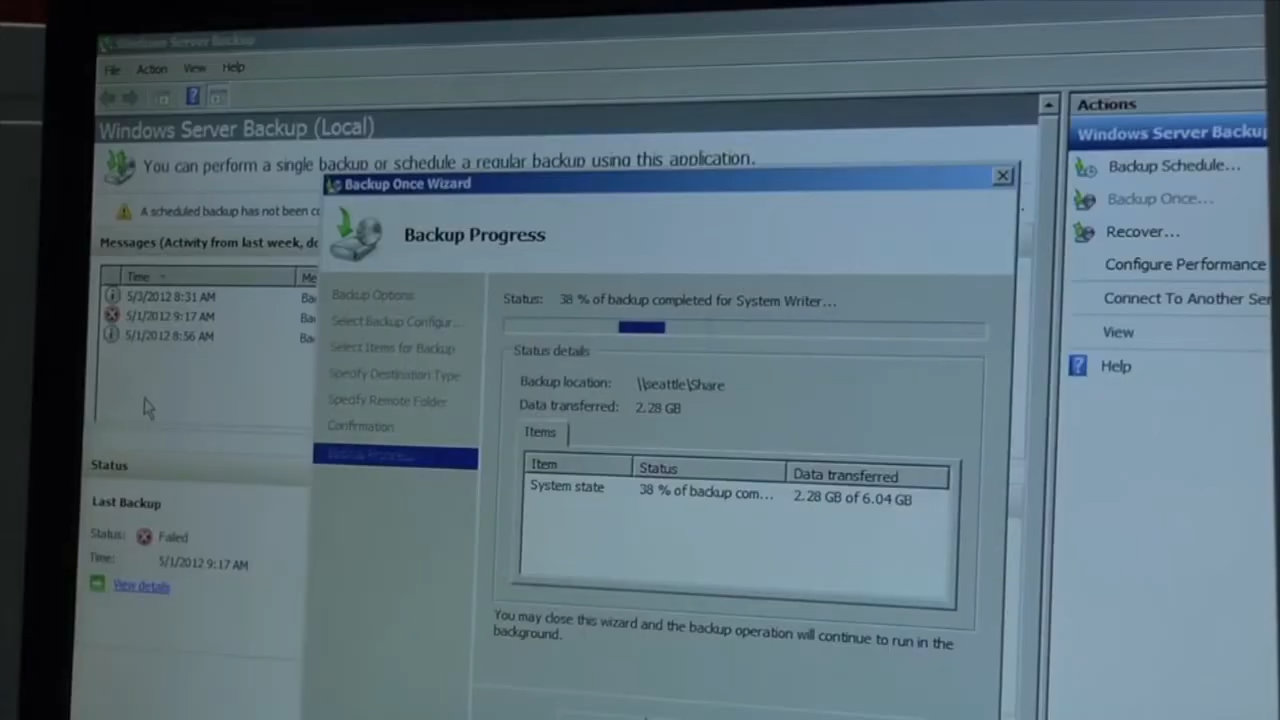 Windows Server Backup
File Action View Help
Windows Server Backup (Local)
You can perform a single backup or schedule a regular backup using this application.
A scheduled backup has not been
Messages (Activity from last week,
Time
5/3/2012 8:31 AM
5/1/2012 9:17 AM
5/1/2012 8:56 AM
Status
Last Backup
Status: Failed
Time: 5/1/2012 9:17 AM
View details
Backup Once Wizard
Backup Progress
Backup Options
Select Backup Configur...
Select Items for Backup
Specify Destination Type
Specify Remote Folder
Confirmation
Backup Progress
Status: 38 % of backup completed for System Writer...
Status details
Backup location: \\seattle\Share
Data transferred: 2.28 GB
Items
Item Status Data transferred
System state 38 % of backup com... 2.28 GB of 6.04 GB
You may close this wizard and the backup operation will continue to run in the
background.
Actions
Windows Server Backup
Backup Schedule...
Backup Once...
Recover...
Configure Performance
Connect To Another Ser
View
Help